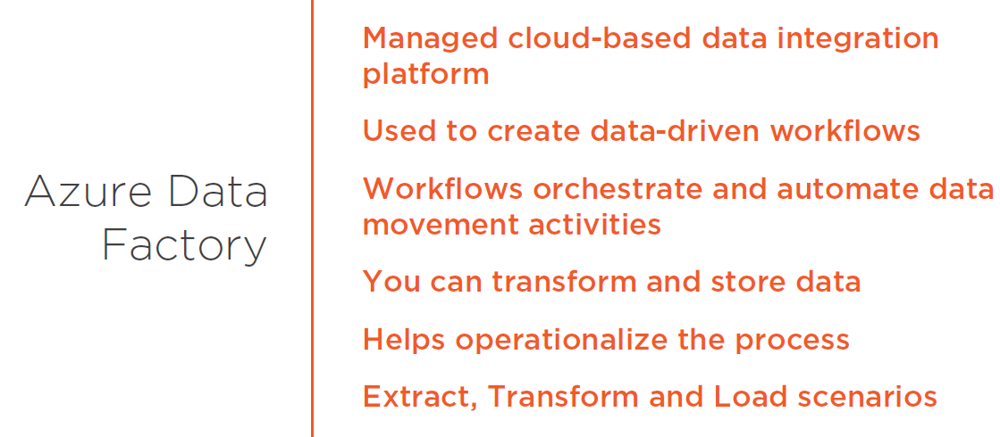 Azure Data
Factory
Managed cloud-based data integration
platform
Used to create data-driven workflows
Workflows orchestrate and automate data
movement activities
You can transform and store data
Helps operationalize the process
Extract, Transform and Load scenarios